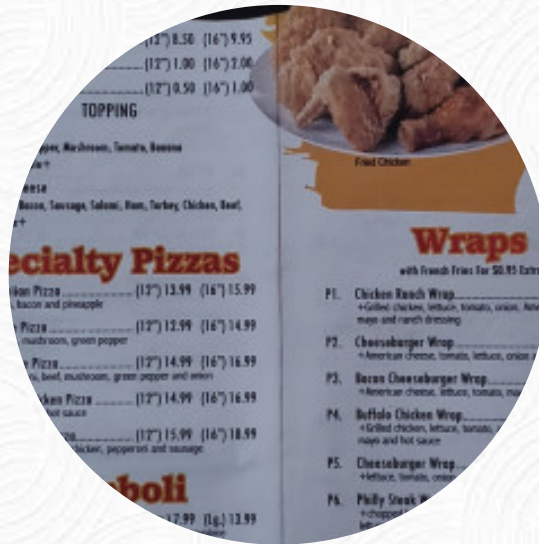 (12") 8.50 (16") 9.95
(12") 1.00 (16") 2.00
(12") 0.50 (16") 1.00
TOPPING
Mushroom, Tomato, Banana
Bacon, Sausage, Salami, Ham, Turkey, Chicken, Beef,
ecialty Pizzas
Pizza (12") 13.99 (16") 15.99
bacon and pineapple
Pizza (12") 12.99 (16") 14.99
mushroom, green pepper
Pizza (12") 14.99 (16") 16.99
beef, mushroom, green pepper and onion
cken Pizza (12") 14.99 (16") 16.99
hot sauce
(12") 15.99 (16") 18.99
chicken, pepperoni and sausage
boli
7.99 (Lg.) 13.99
Fried Chicken
Wraps
with French Fries For $0.95 Extra
P1. Chicken Ranch Wrap
+Grilled chicken, lettuce, tomato, onion,
mayo and ranch dressing
P2. Cheeseburger Wrap
+American cheese, tomato, lettuce, onion
P3. Bacon Cheeseburger Wrap
+American cheese, lettuce, tomato,
P4. Buffalo Chicken Wrap
+Grilled chicken, lettuce, tomato,
mayo and hot sauce
P5. Cheeseburger Wrap
+lettuce, tomato, onion
P6. Philly Steak
+chopped